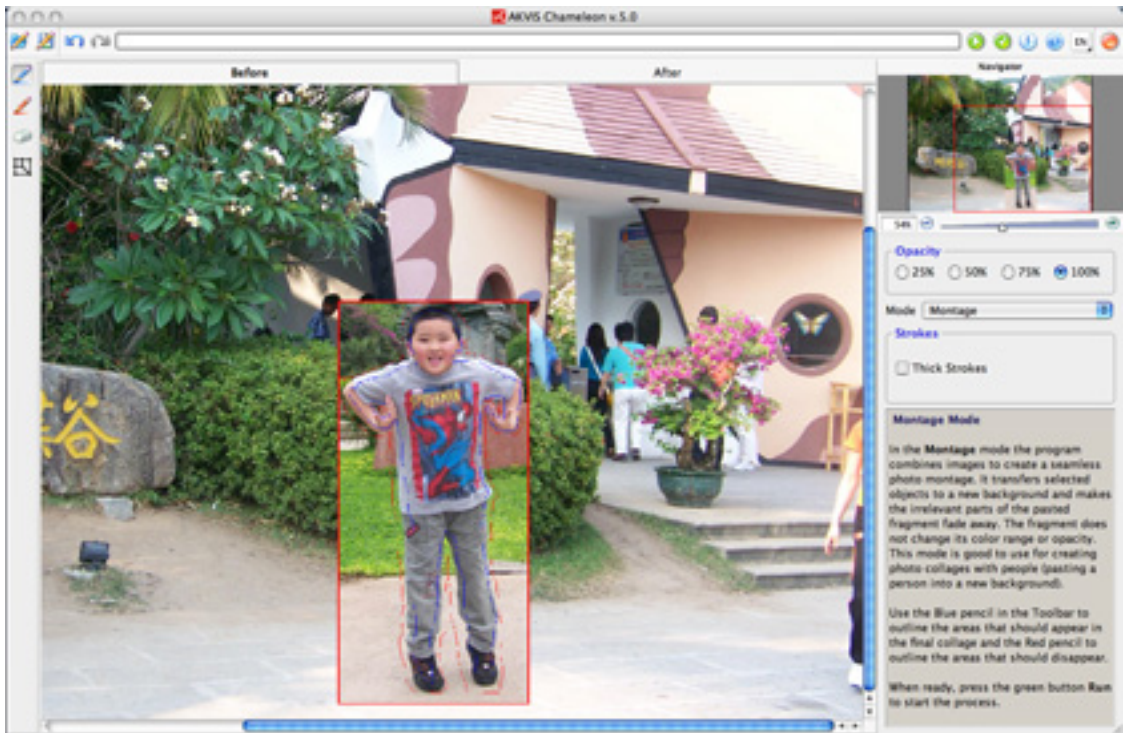 AKVIS Chameleon v.5.0
EN
Before
After
Navigator
54%
Opacity
25% 50% 75% 100%
Mode Montage
Strokes
Thick Strokes
Montage Mode
In the Montage mode the program
combines images to create a seamless
photo montage. It transfers selected
objects to a new background and makes
the irrelevant parts of the pasted
fragment fade away. The fragment does
not change its color range or opacity.
This mode is good to use for creating
photo collages with people (pasting a
person into a new background).
Use the Blue pencil in the Toolbar to
outline the areas that should appear in
the final collage and the Red pencil to
outline the areas that should disappear.
When ready, press the green button Run
to start the process.
谷